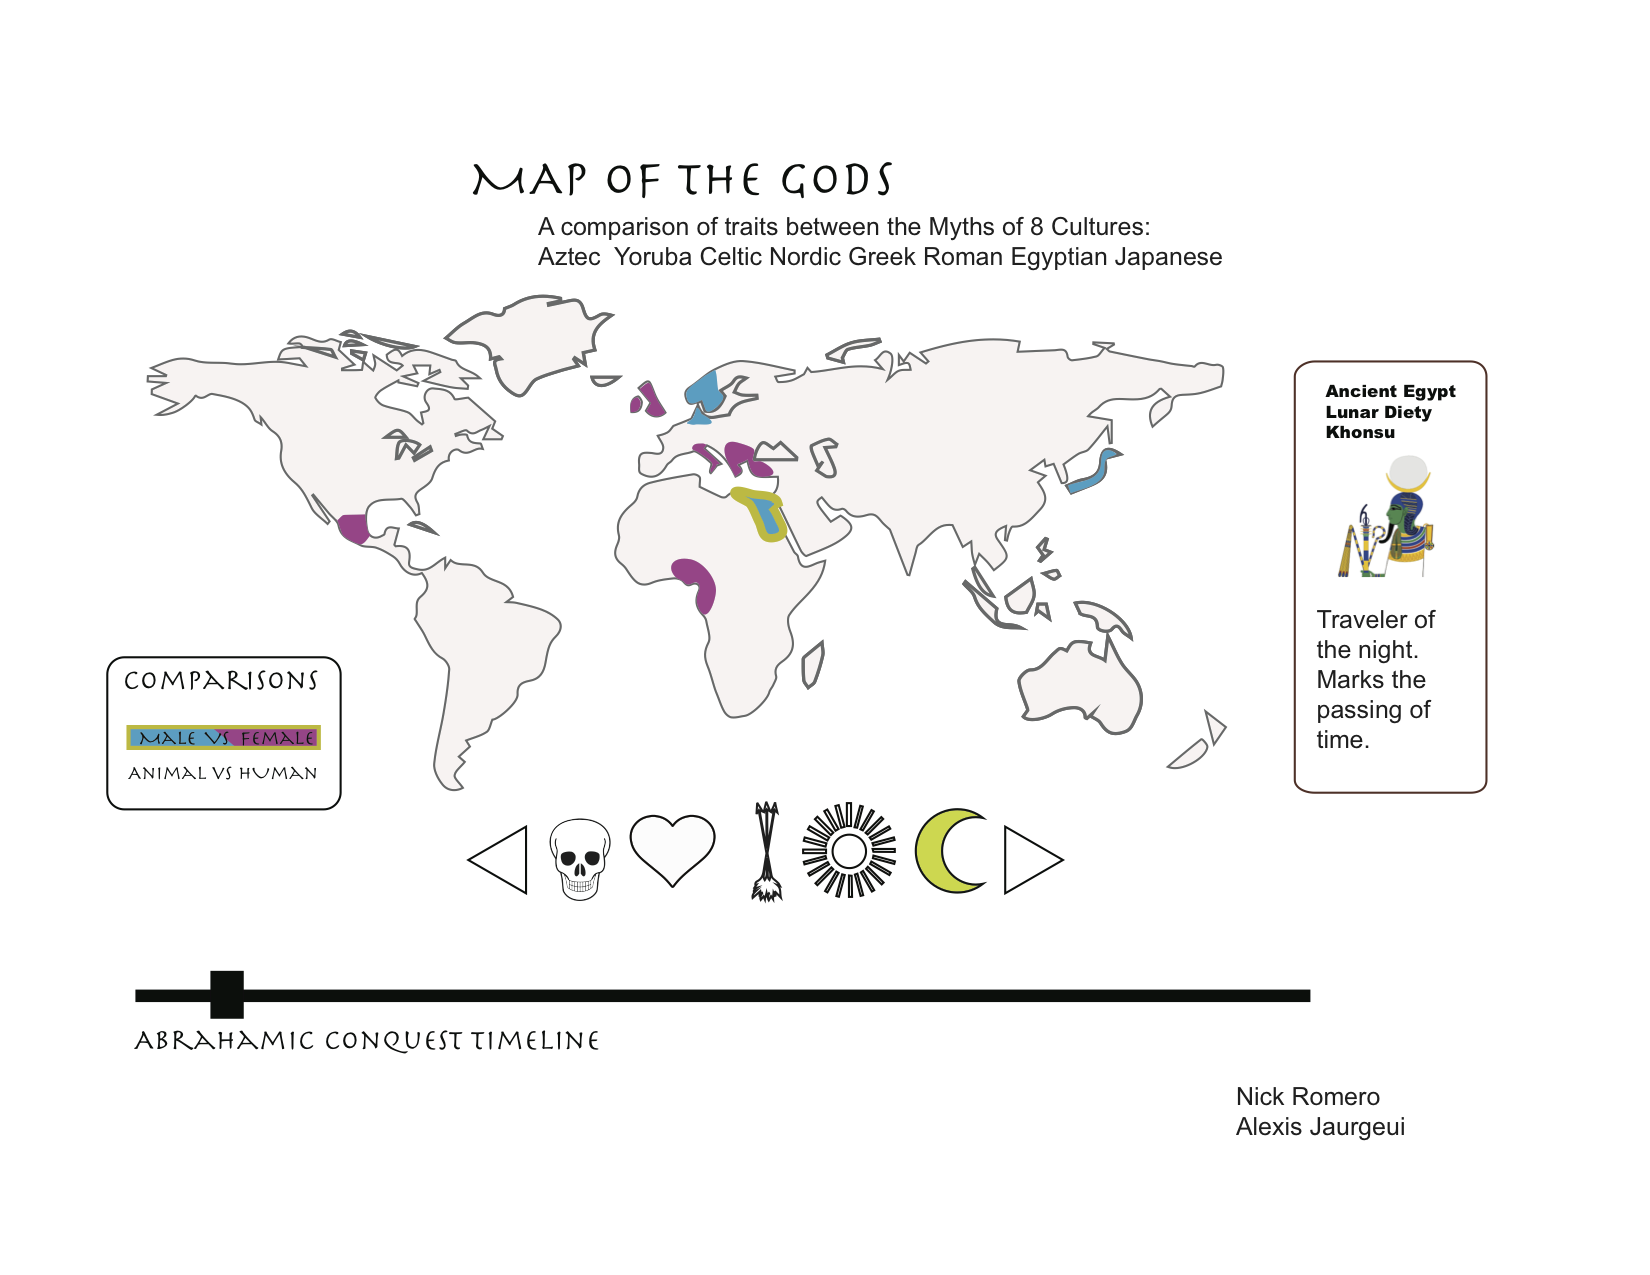 MAP OF THE GODS
A comparison of traits between the Myths of 8 Cultures:
Aztec  Yoruba Celtic Nordic Greek Roman Egyptian Japanese
Ancient Egypt
Lunar Diety
Khonsu
Traveler of
the night.
Marks the
passing of
time.
COMPARISONS
MALE VS FEMALE
ANIMAL VS HUMAN
ABRAHAMIC CONQUEST TIMELINE
Nick Romero
Alexis Jaurgeui